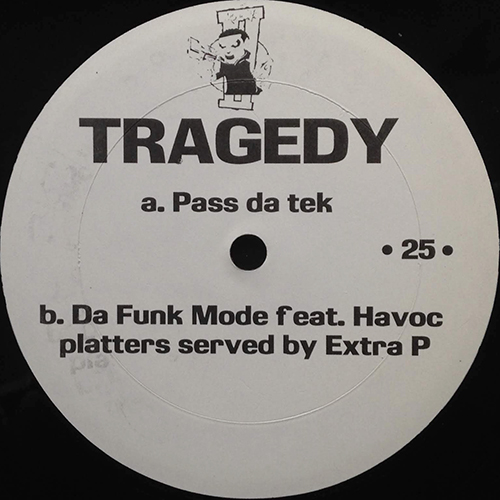 TRAGEDY
a. Pass da tek
• 25 •
b. Da Funk Mode feat. Havoc
platters served by Extra P